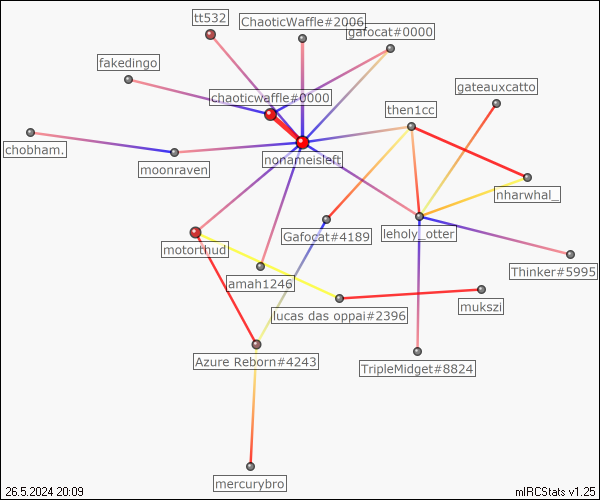 tt532
ChaoticWaffle#2006
gafocat#0000
fakedingo
gateauxcatto
chaoticwaffle#0000
then1cc
chobham.
nonameisleft
moonraven
nharwhal_
Gafocat#4189
leholy_otter
motorthud
Thinker#5995
amah1246
mukszi
lucas das oppai#2396
Azure Reborn#4243
TripleMidget#8824
mercurybro
26.5.2024 20:09
mIRCStats v1.25